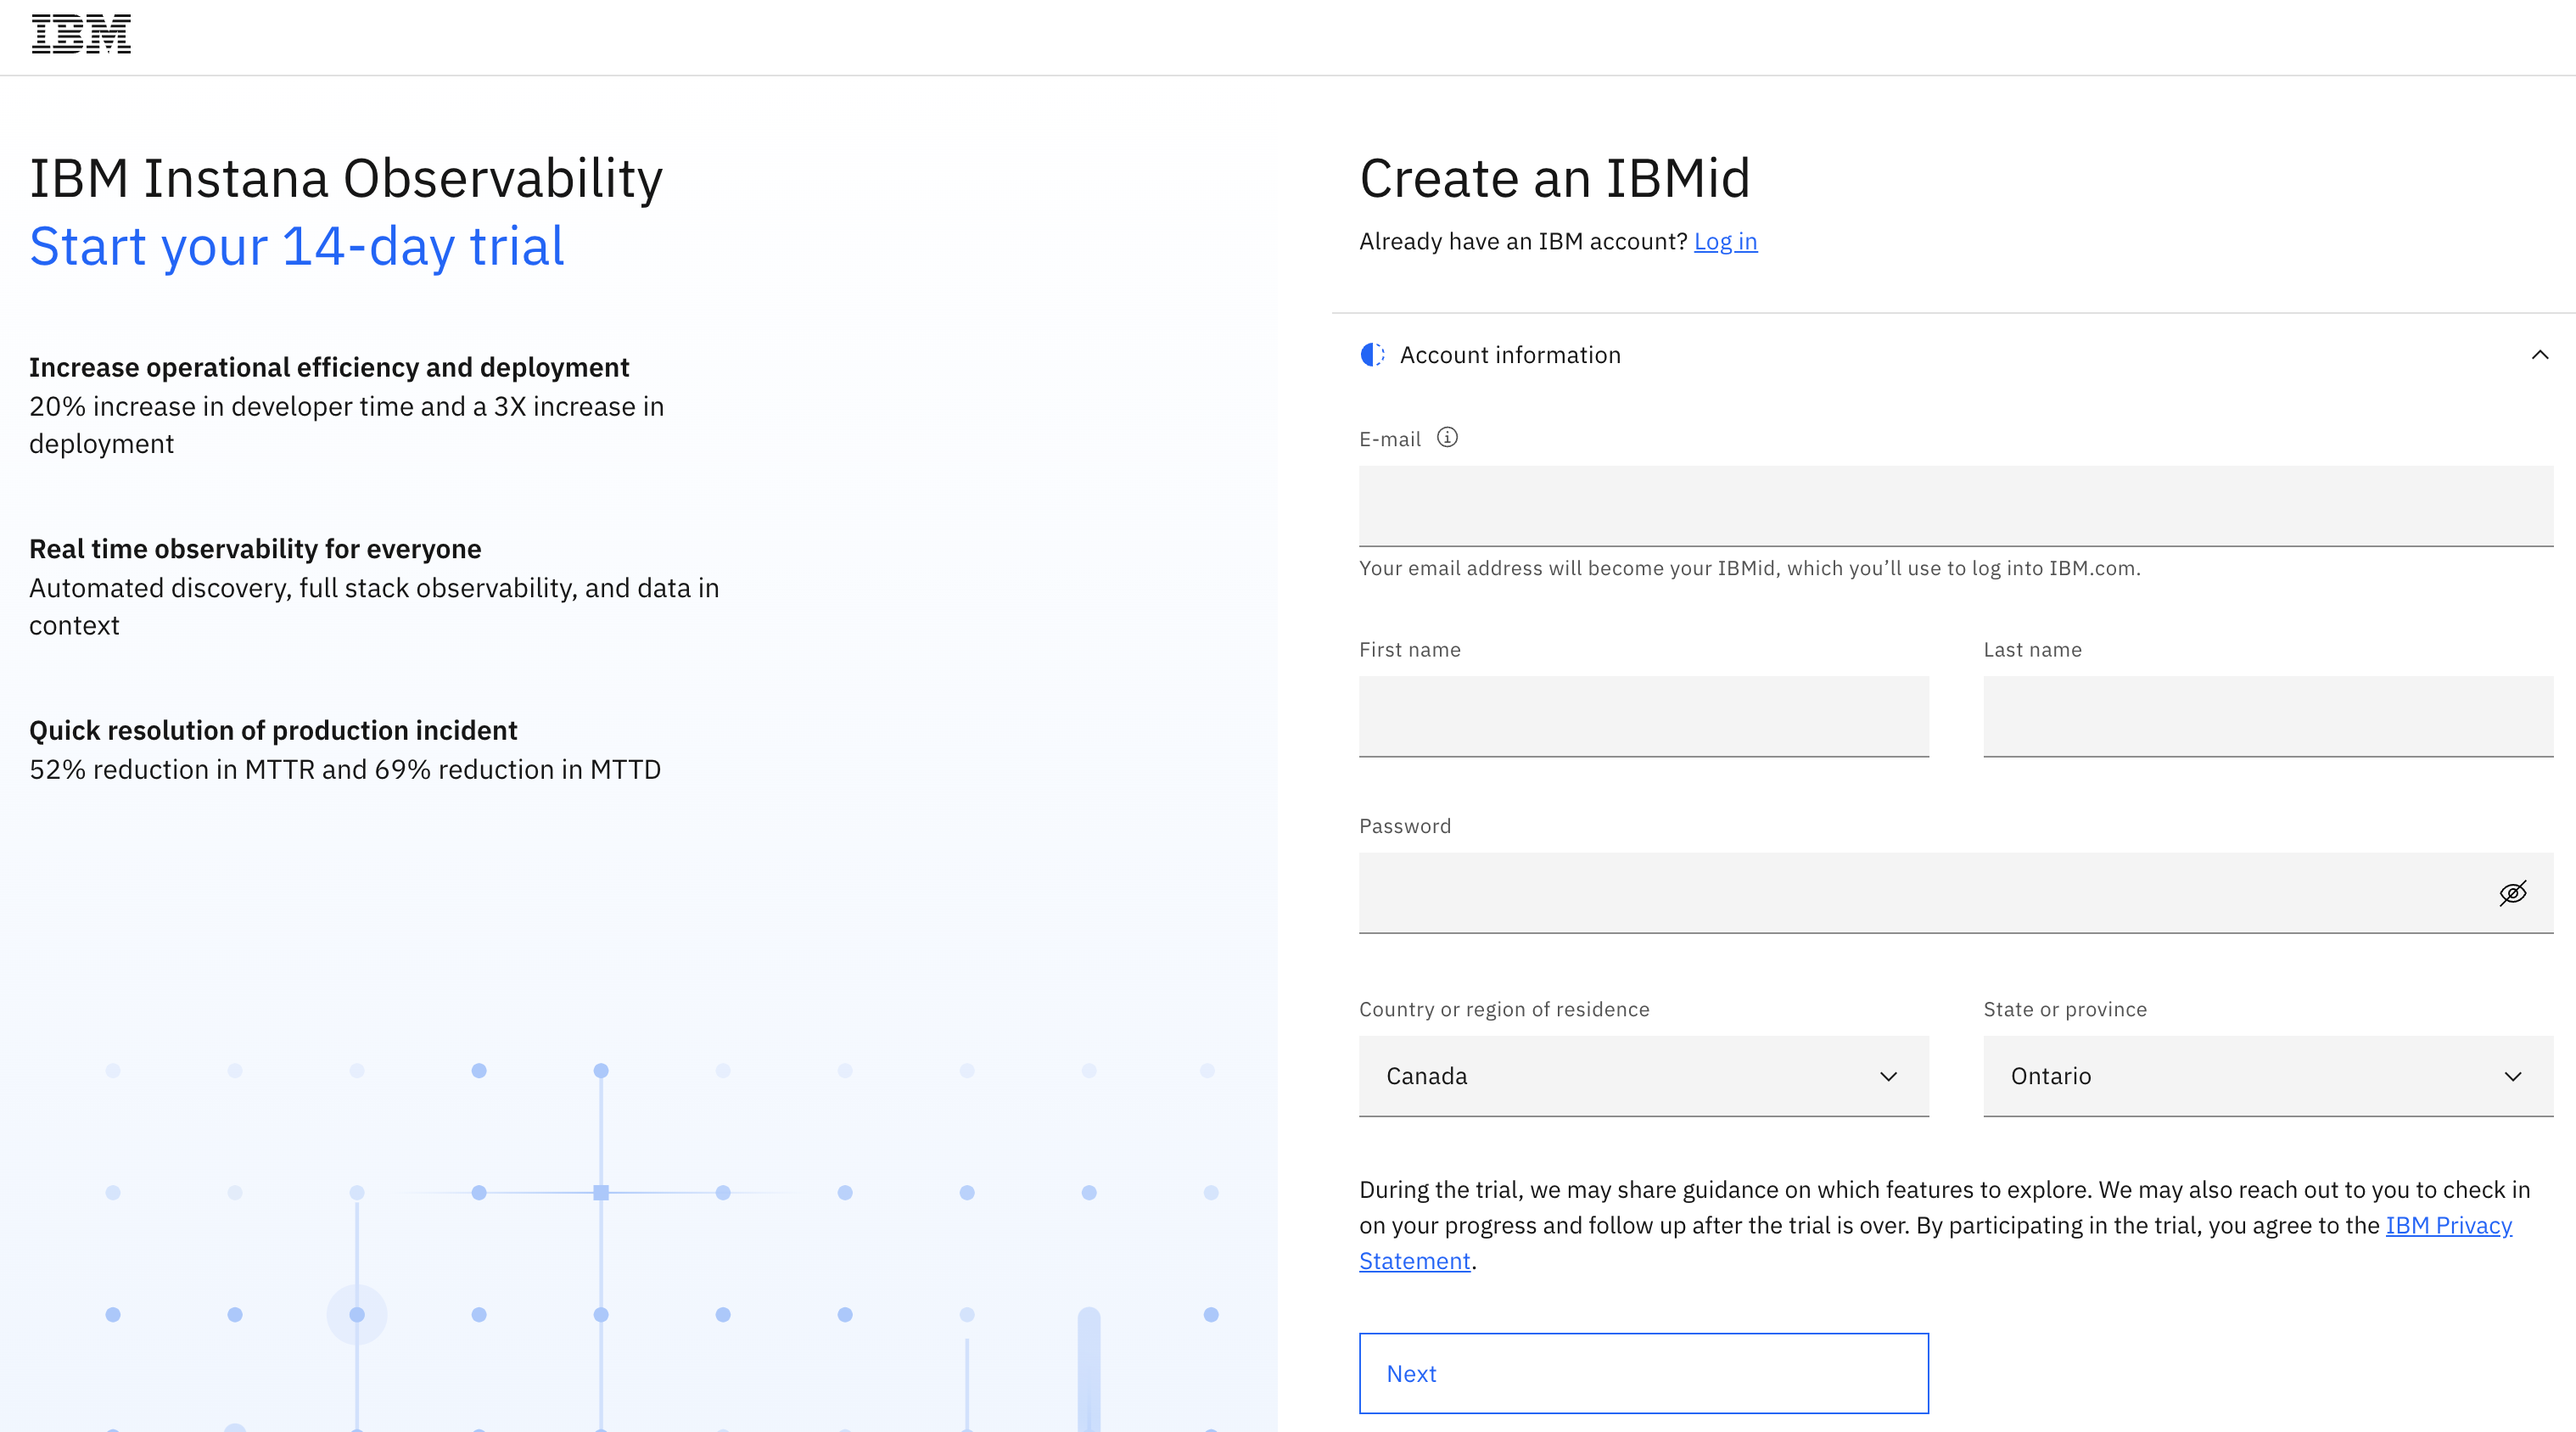 IBM
IBM Instana Observability
Start your 14-day trial
Increase operational efficiency and deployment
20% increase in developer time and a 3X increase in
deployment
Real time observability for everyone
Automated discovery, full stack observability, and data in
context
Quick resolution of production incident
52% reduction in MTTR and 69% reduction in MTTD
Create an IBMid
Already have an IBM account? Log in
Account information
E-mail
Your email address will become your IBMid, which you’ll use to log into IBM.com.
First name
Last name
Password
Country or region of residence
State or province
Canada
Ontario
During the trial, we may share guidance on which features to explore. We may also reach out to you to check in
on your progress and follow up after the trial is over. By participating in the trial, you agree to the IBM Privacy
Statement.
Next